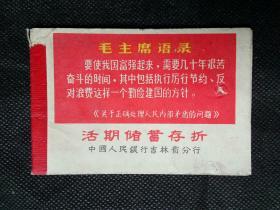 毛主席语录
要使我国富强起来，需要几十年艰苦
奋斗的时间，其中包括执行厉行节约、反
对浪费这样一个勤俭建国的方针。
《关于正确处理人民内部矛盾的问题》
活期储蓄存折
中国人民银行吉林省分行